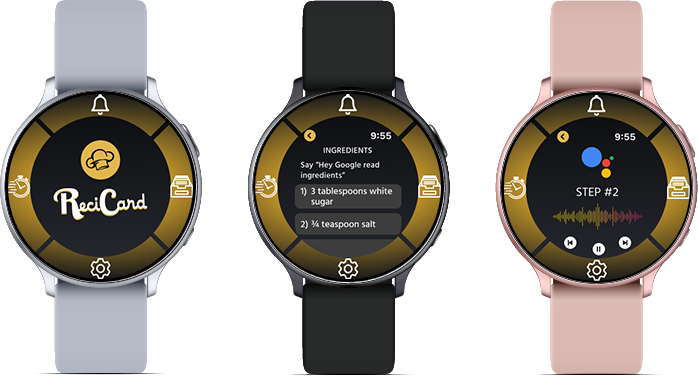 ReciCard
9:55
INGREDIENTS
Say "Hey Google read
ingredients"
1) 3 tablespoons white
sugar
2) ¾ teaspoon salt
9:55
STEP #2